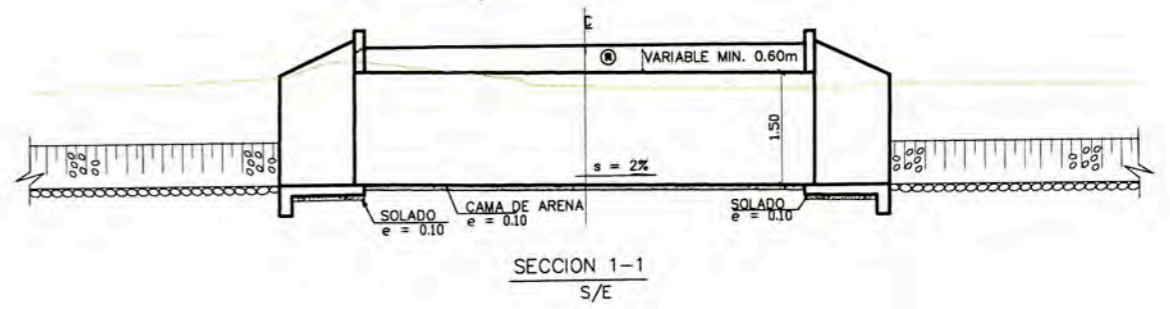 ℄
VARIABLE MIN. 0.60m
1.50
s = 2%
SOLADO
e = 0.10
CAMA DE ARENA
e = 0.10
SOLADO
e = 0.10
SECCION 1-1
S/E